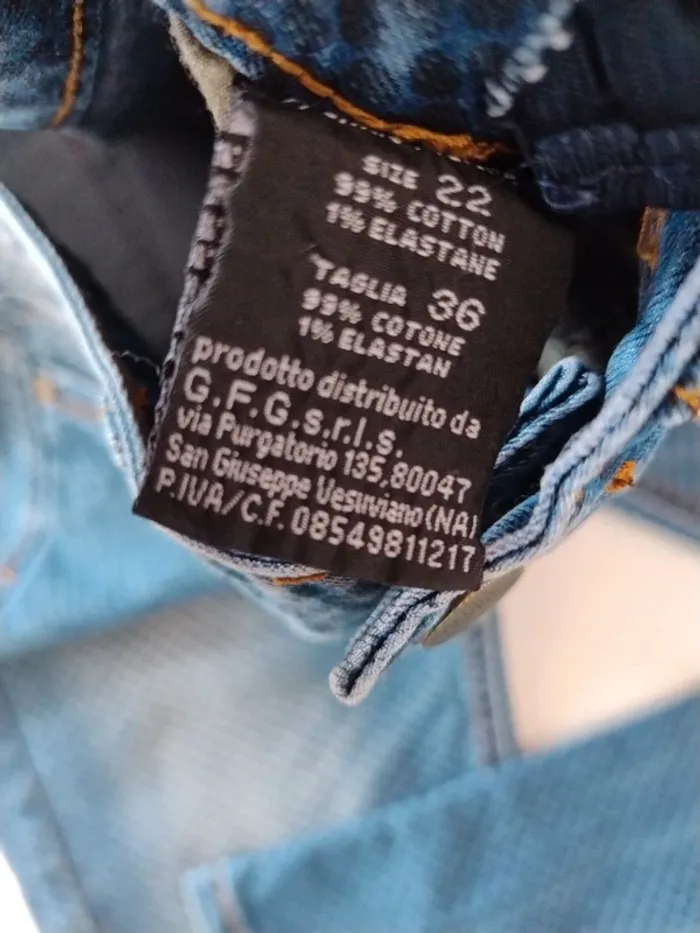 SIZE 22
99% COTTON
1% ELASTANE
TAGLIA 36
99% COTONE
1% ELASTAN
prodotto distribuito da
G.F.G s.r.l.s.
via Purgatorio 135,80047
San Giuseppe Vesuviano (NA)
P.IVA/C.F. 08549811217